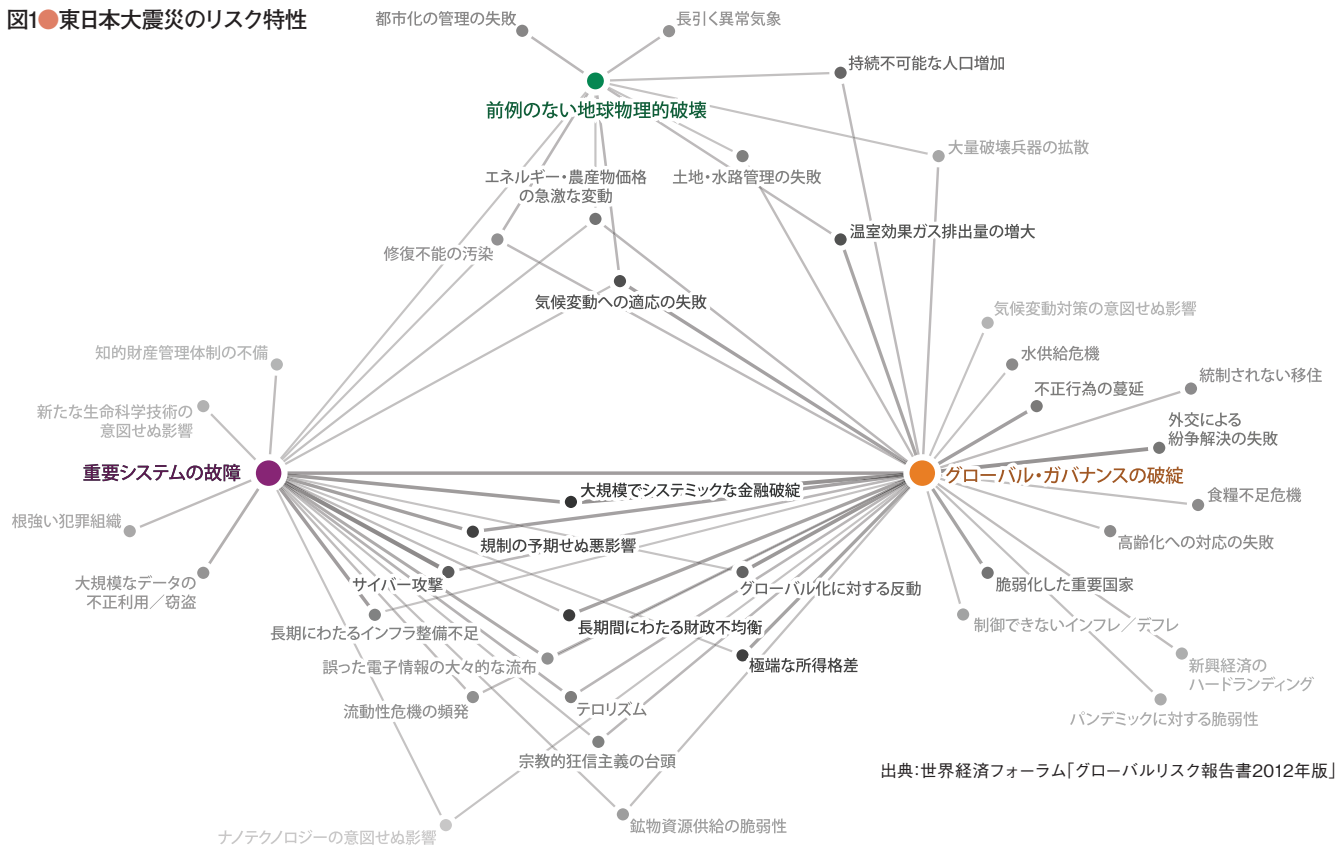 図1●東日本大震災のリスク特性
都市化の管理の失敗
長引く異常気象
持続不可能な人口増加
前例のない地球物理的破壊
大量破壊兵器の拡散
エネルギー・農産物価格
の急激な変動
土地・水路管理の失敗
温室効果ガス排出量の増大
修復不能の汚染
気候変動への適応の失敗
気候変動対策の意図せぬ影響
知的財産管理体制の不備
水供給危機
統制されない移住
不正行為の蔓延
新たな生命科学技術の
意図せぬ影響
外交による
紛争解決の失敗
重要システムの故障
グローバル・ガバナンスの破綻
大規模でシステミックな金融破綻
食糧不足危機
根強い犯罪組織
規制の予期せぬ悪影響
高齢化への対応の失敗
大規模なデータの
不正利用／窃盗
サイバー攻撃
グローバル化に対する反動
脆弱化した重要国家
長期にわたるインフラ整備不足
長期間にわたる財政不均衡
制御できないインフレ／デフレ
誤った電子情報の大々的な流布
極端な所得格差
新興経済の
ハードランディング
流動性危機の頻発
テロリズム
パンデミックに対する脆弱性
宗教的狂信主義の台頭
出典：世界経済フォーラム「グローバルリスク報告書2012年版」
ナノテクノロジーの意図せぬ影響
鉱物資源供給の脆弱性